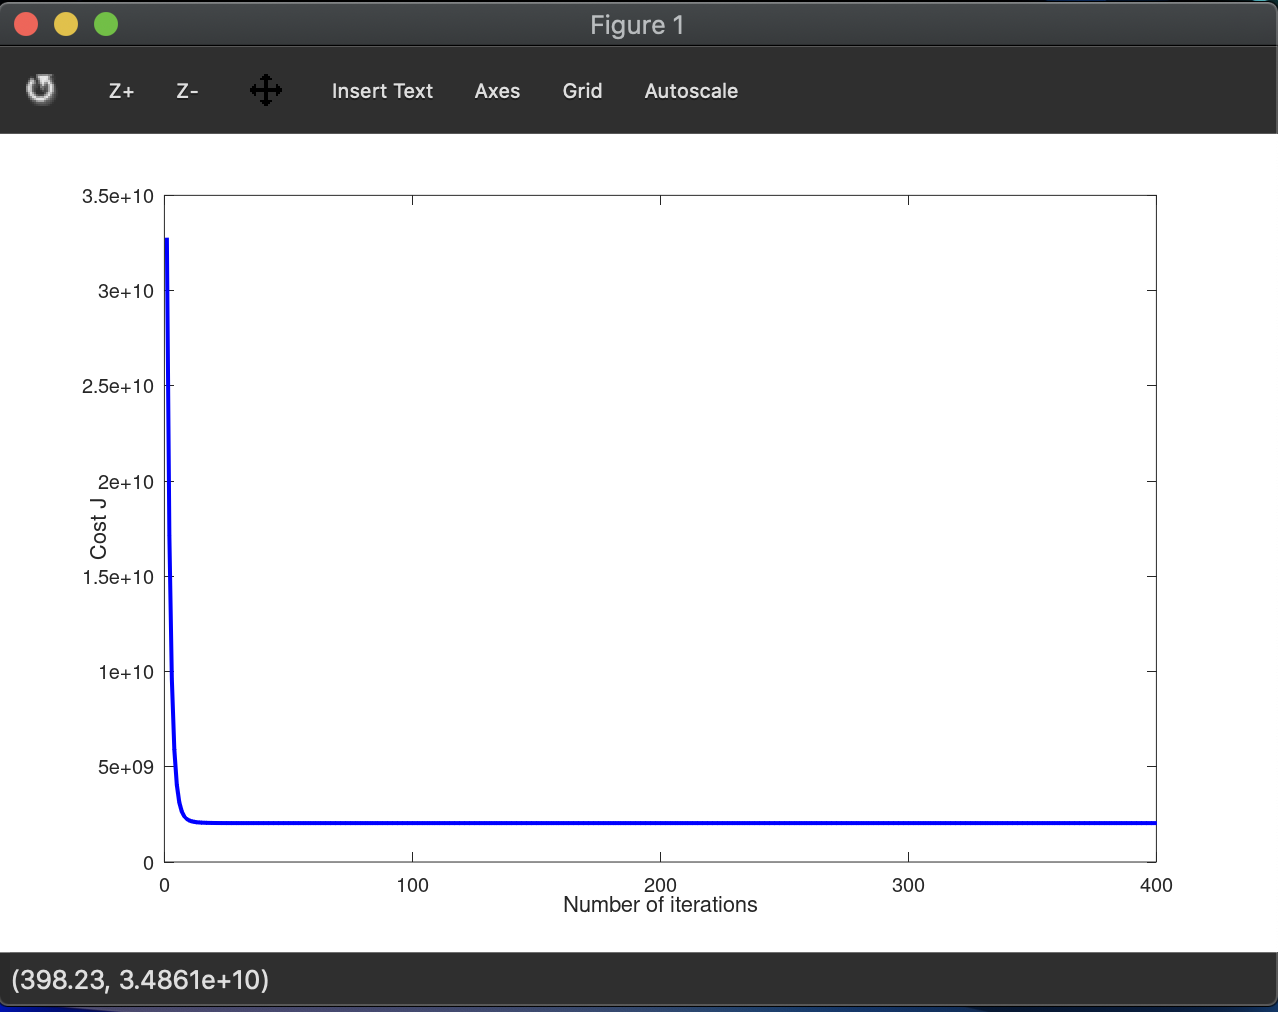 Figure 1
Z+ Z- Insert Text Axes Grid Autoscale
3.5e+10
3e+10
2.5e+10
2e+10
Cost J
1.5e+10
1e+10
5e+09
0
0 100 200 300 400
Number of iterations
(398.23, 3.4861e+10)